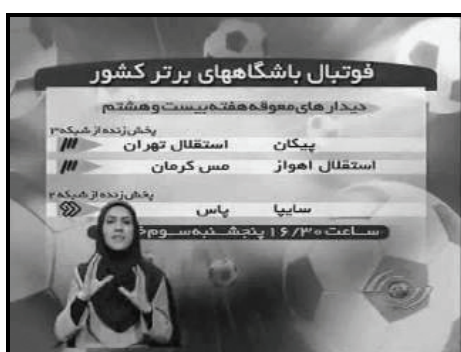 فوتبال باشگاههای برتر کشور
دیدارهای معوقه هفته بیست و هشتم
پخش زنده از شبکه ۳
پیکان استقلال تهران
استقلال اهواز مس کرمان
پخش زنده از شبکه ۲
سایپا پاس
ساعت ۱۶/۳۰ پنجشنبه سوم